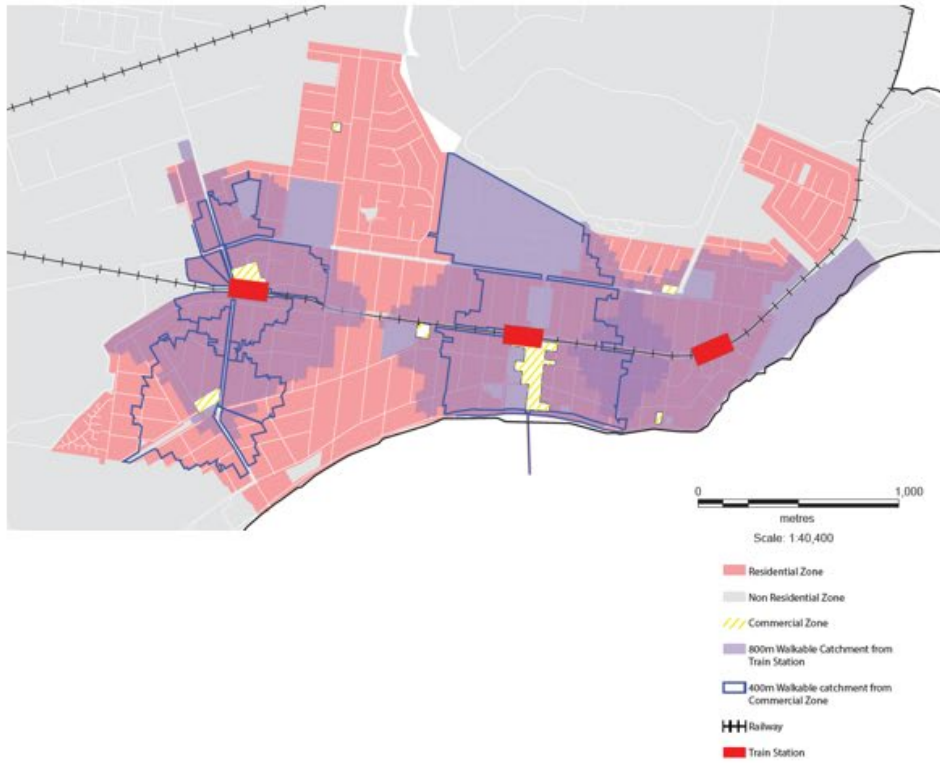 0 1,000
metres
Scale: 1:40,400
Residential Zone
Non Residential Zone
Commercial Zone
800m Walkable Catchment from
Train Station
400m Walkable catchment from
Commercial Zone
Railway
Train Station